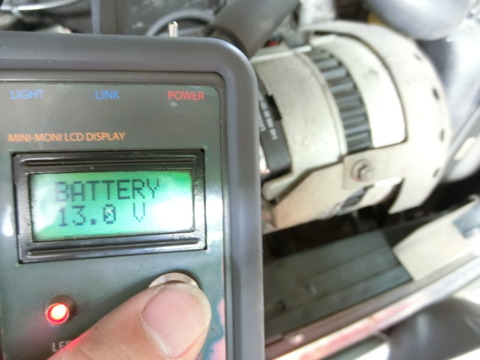 LIGHT LINK POWER
MINI-MONI LCD DISPLAY
BATTERY
13.0 V